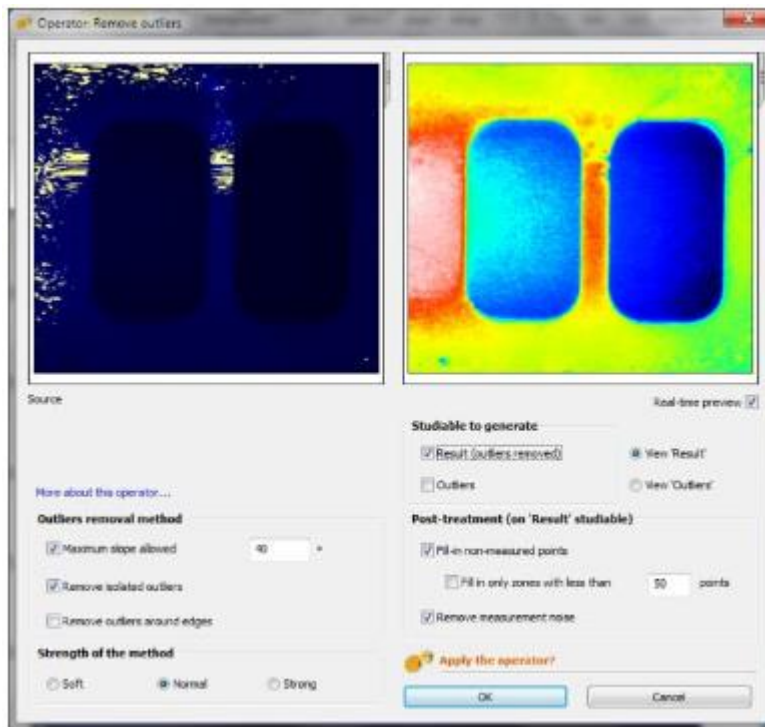 Operator: Remove outliers
Source
Real-time preview
Studiable to generate
Result (outliers removed)
View 'Result'
Outliers
View 'Outliers'
More about this operator...
Outliers removal method
Maximum slope allowed 40 °
Remove isolated outliers
Remove outliers around edges
Strength of the method
Soft Normal Strong
Post-treatment (on 'Result' studiable)
Fill-in non-measured points
Fill in only zones with less than 50 points
Remove measurement noise
Apply the operator?
OK Cancel